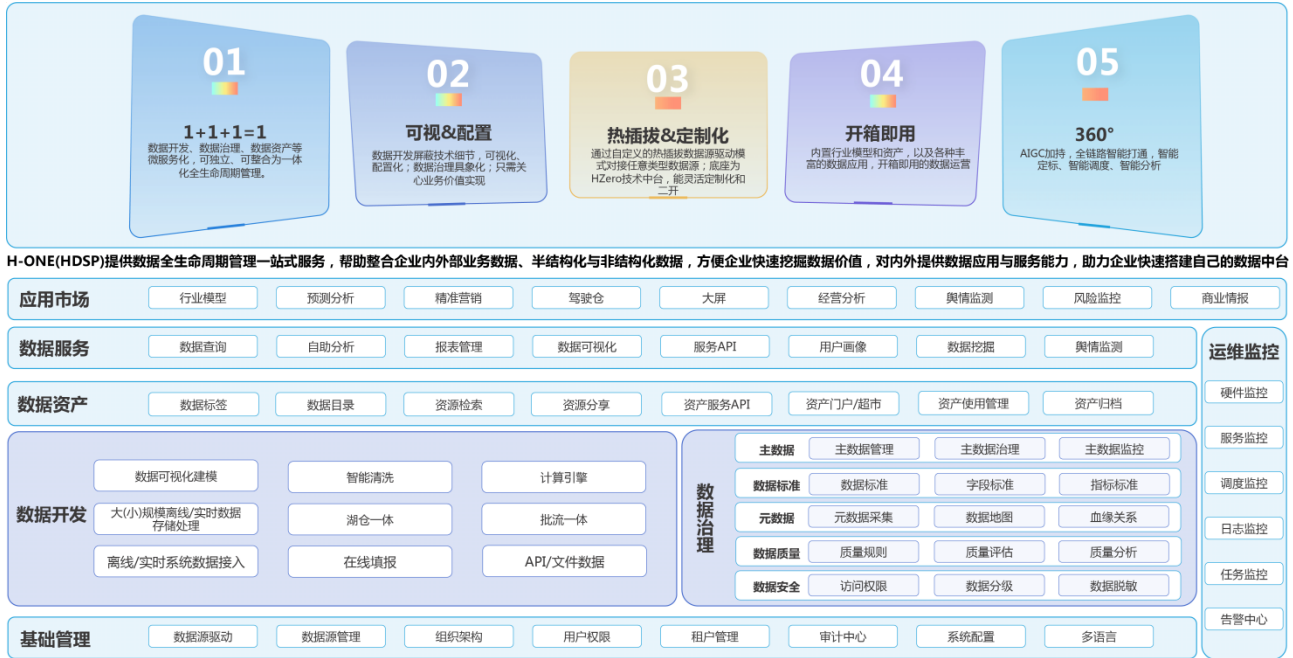 01
1+1+1=1
数据开发、数据治理、数据资产等
微服务化，可独立、可整合为一体
化全生命周期管理。
02
可视&配置
数据开发屏蔽技术细节，可视化、
配置化；数据治理具象化；只需关
心业务价值实现
03
热插拔&定制化
通过自定义的热插拔数据源驱动模
式对接任意类型数据源；底座为
HZero技术中台，能灵活定制化和
二开
04
开箱即用
内置行业模型和资产，以及各种丰
富的数据应用，开箱即用的数据运营
05
360°
AIGC加持，全链路智能打通，智能
定标、智能调度、智能分析
H-ONE(HDSP)提供数据全生命周期管理一站式服务，帮助整合企业内外部业务数据、半结构化与非结构化数据，方便企业快速挖掘数据价值，对内外提供数据应用与服务能力，助力企业快速搭建自己的数据中台
应用市场
行业模型
预测分析
精准营销
驾驶仓
大屏
经营分析
舆情监测
风险监控
商业情报
数据服务
数据查询
自助分析
报表管理
数据可视化
服务API
用户画像
数据挖掘
舆情监测
数据资产
数据标签
数据目录
资源检索
资源分享
资产服务API
资产门户/超市
资产使用管理
资产归档
数据开发
数据可视化建模
智能清洗
计算引擎
大(小)规模离线/实时数据
存储处理
湖仓一体
批流一体
离线/实时系统数据接入
在线填报
API/文件数据
数据治理
主数据
主数据管理
主数据治理
主数据监控
数据标准
数据标准
字段标准
指标标准
元数据
元数据采集
数据地图
血缘关系
数据质量
质量规则
质量评估
质量分析
数据安全
访问权限
数据分级
数据脱敏
基础管理
数据源驱动
数据源管理
组织架构
用户权限
租户管理
审计中心
系统配置
多语言
运维监控
硬件监控
服务监控
调度监控
日志监控
任务监控
告警中心